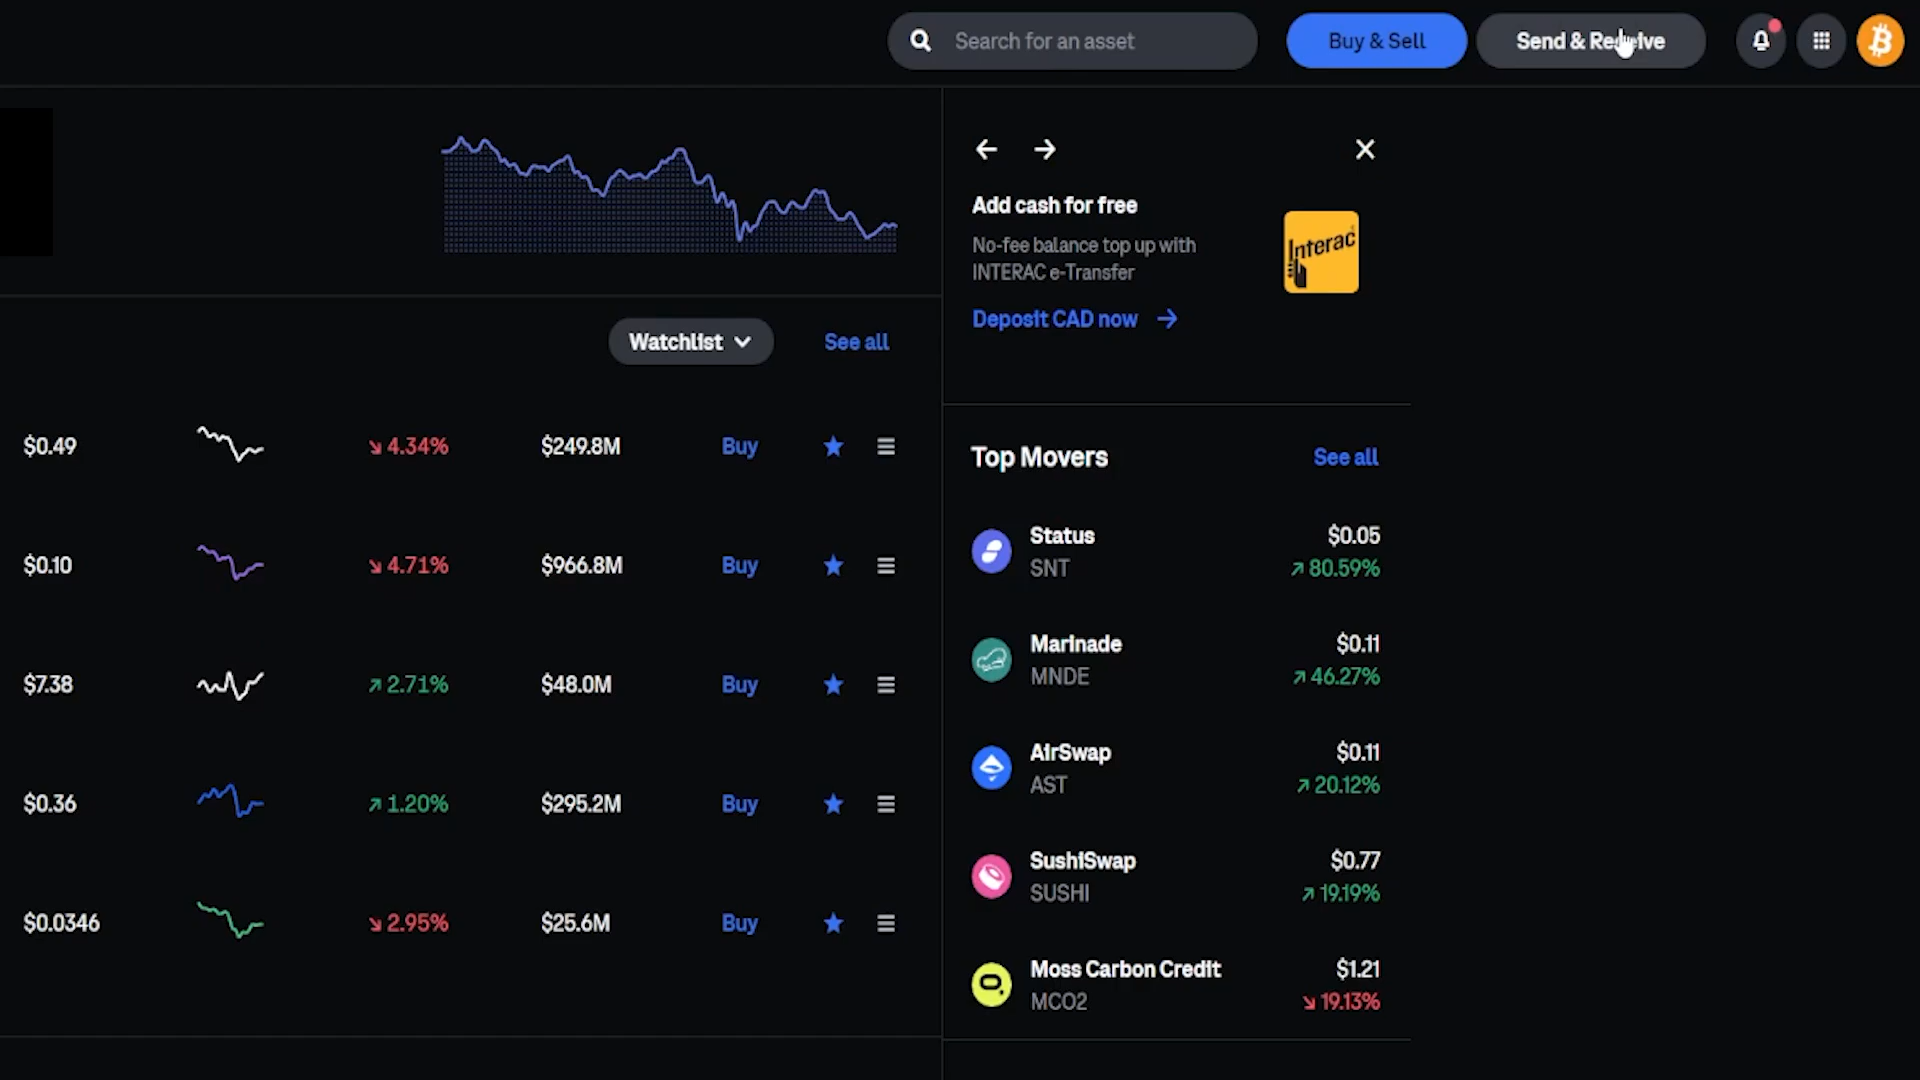 Search for an asset
Buy & Sell
Send & Receive
Add cash for free
No-fee balance top up with
INTERAC e-Transfer
Interac
Deposit CAD now
Watchlist
See all
$0.49 4.34% $249.8M Buy
$0.10 4.71% $966.8M Buy
$7.38 2.71% $48.0M Buy
$0.36 1.20% $295.2M Buy
$0.0346 2.95% $25.6M Buy
Top Movers See all
Status $0.05
SNT 80.59%
Marinade $0.11
MNDE 46.27%
AirSwap $0.11
AST 20.12%
SushiSwap $0.77
SUSHI 19.19%
Moss Carbon Credit $1.21
MCO2 19.13%